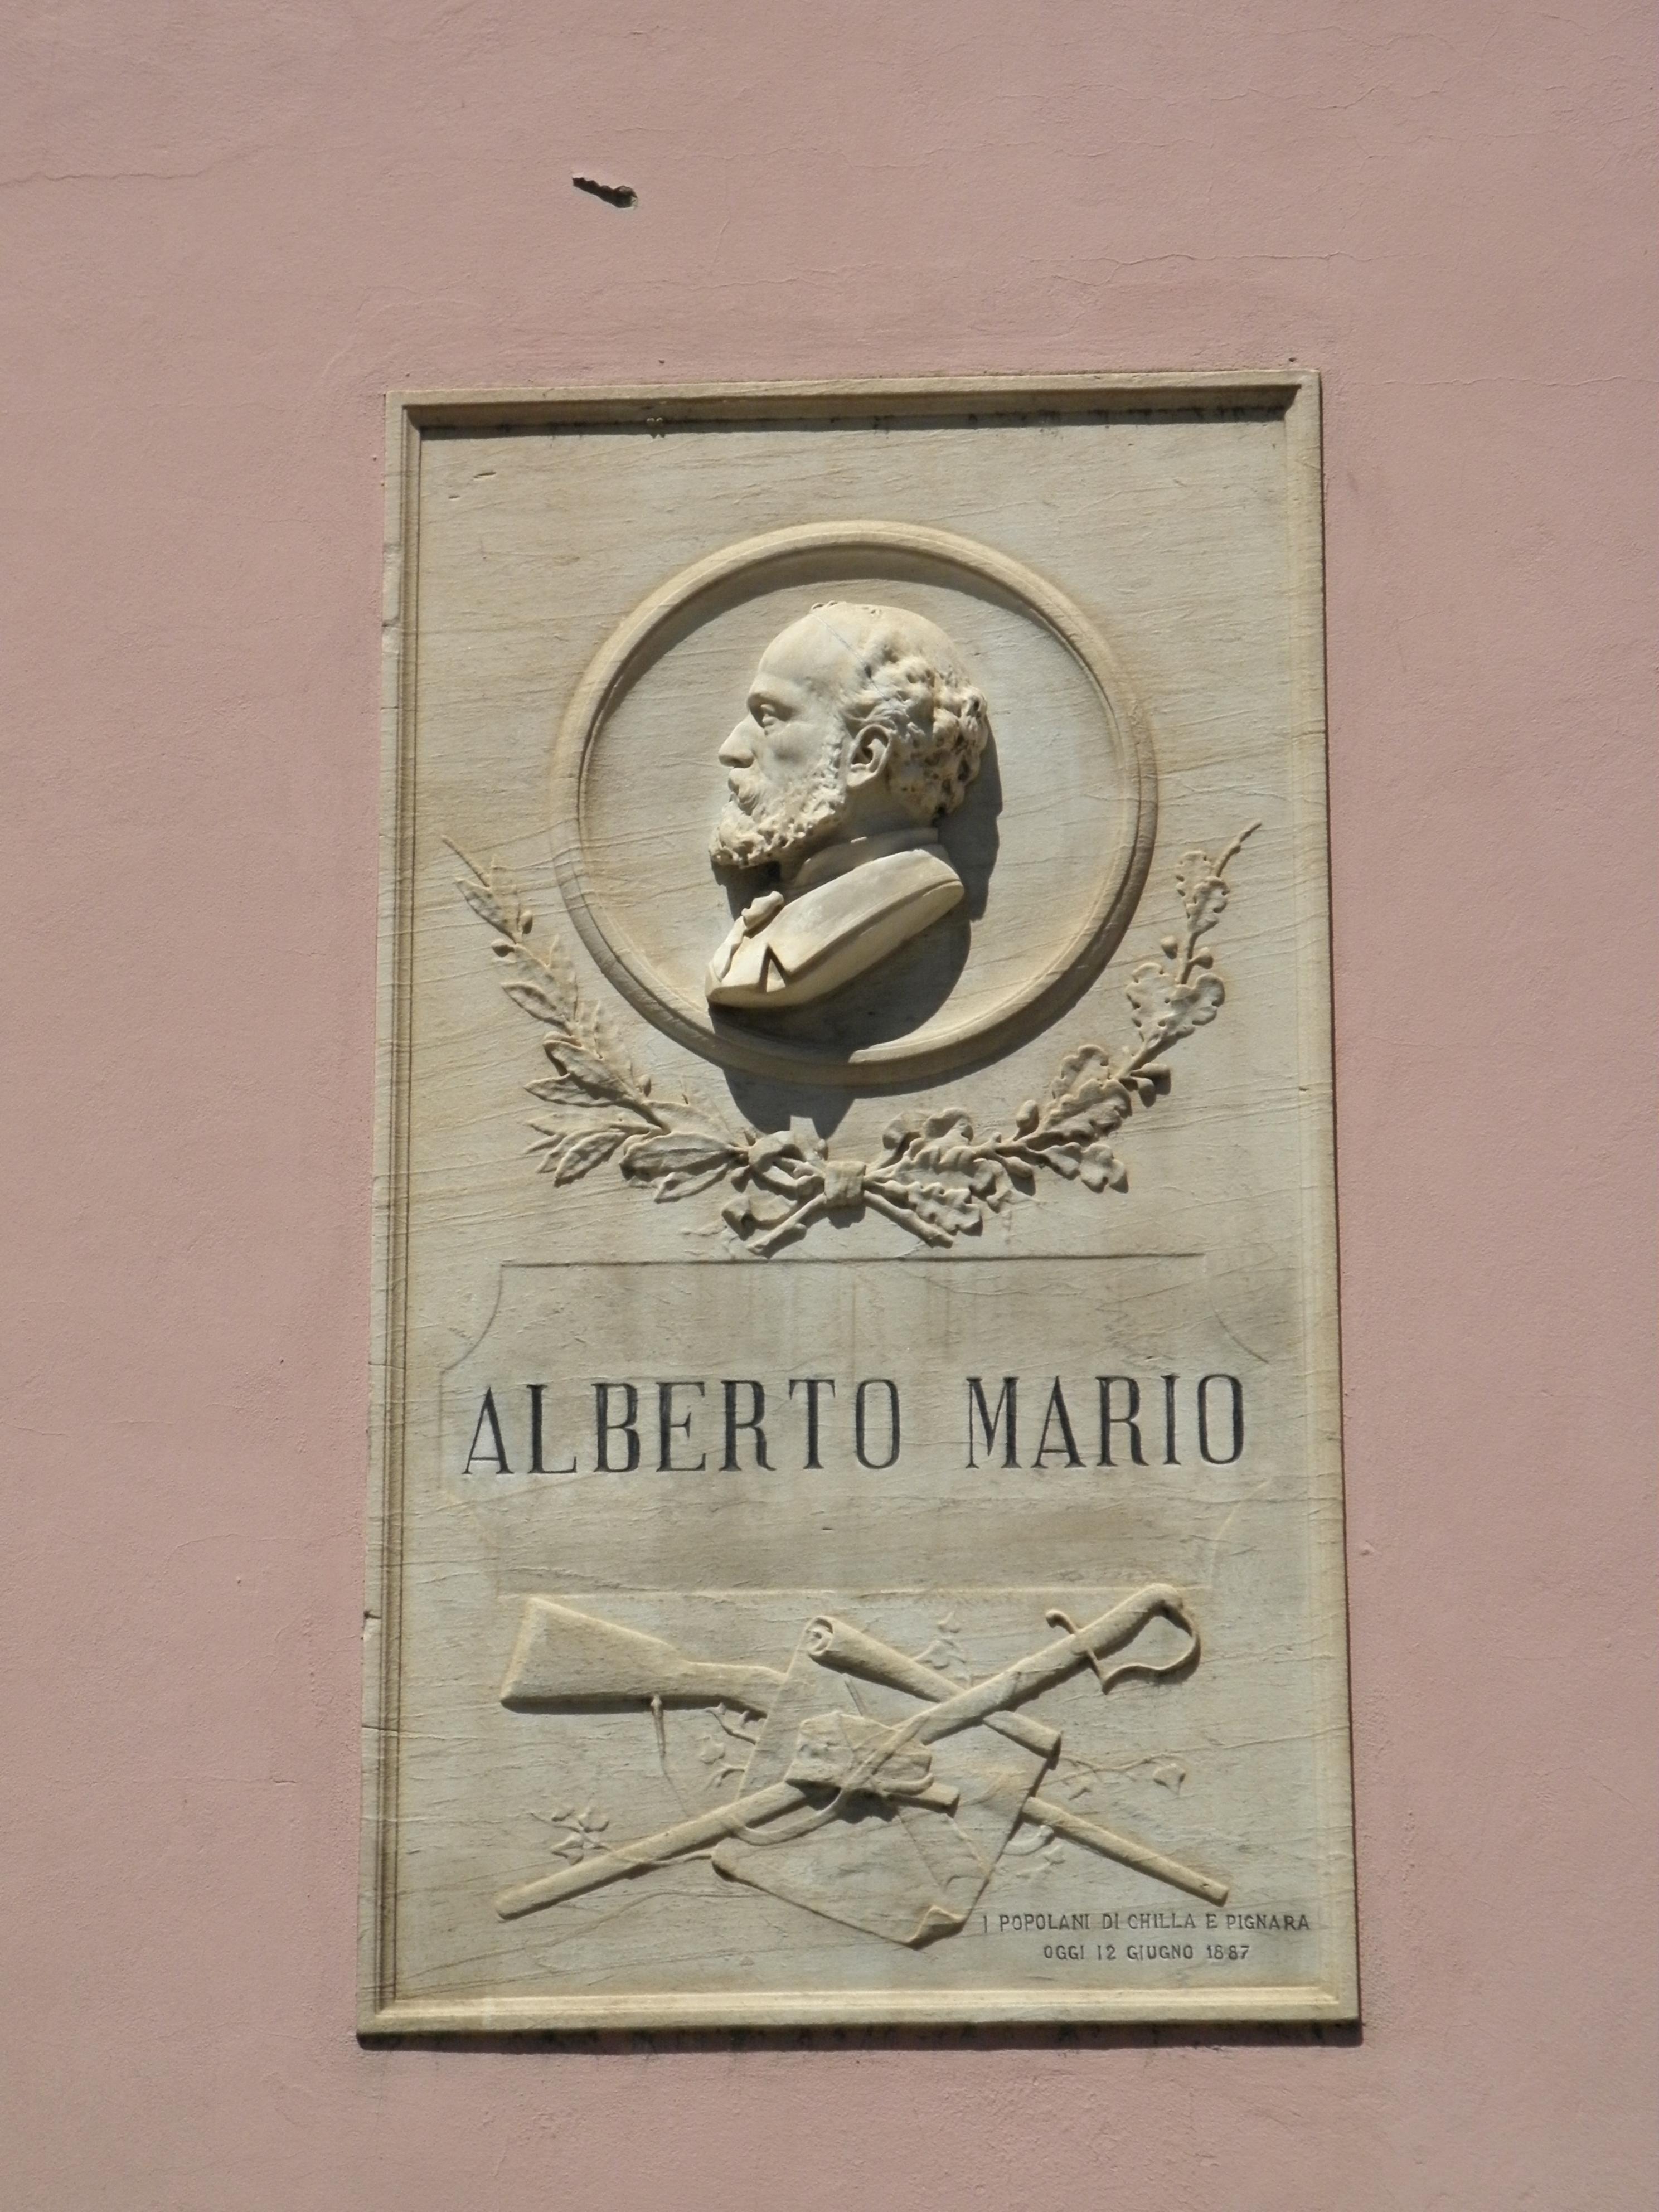 ALBERTO MARIO
I POPOLANI DI CHILLA E PIGNARA
OGGI 12 GIUGNO 1887